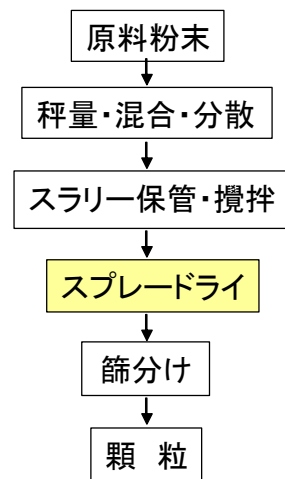 原料粉末
秤量・混合・分散
スラリー保管・攪拌
スプレードライ
篩分け
顆 粒